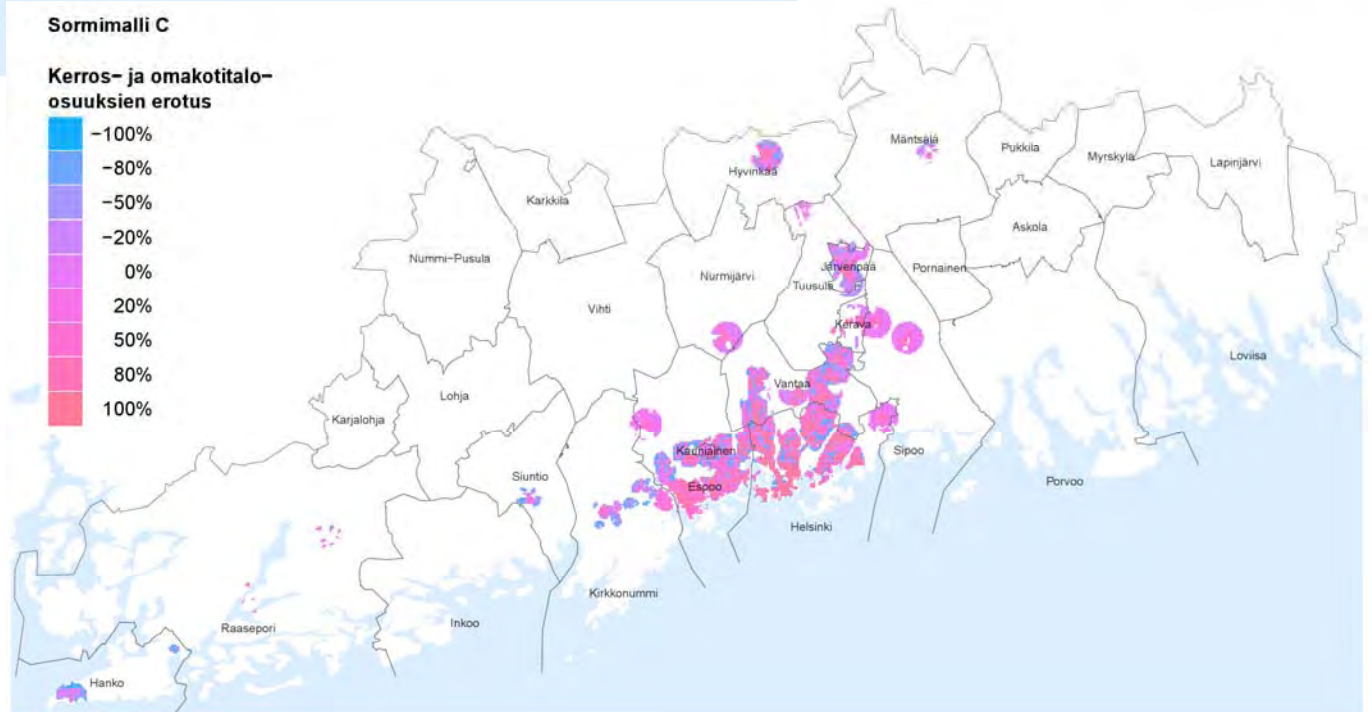 Sormimalli C
Kerros- ja omakotitalo-
osuuksien erotus
-100%
-80%
-50%
-20%
0%
20%
50%
80%
100%
Mäntsälä
Pukkila
Myrskylä
Lapinjärvi
Hyvinkää
Karkkila
Askola
Nummi-Pusula
Järvenpää
Pornainen
Nurmijärvi
Tuusula
Vihti
Kerava
Loviisa
Vantaa
Lohja
Karjalohja
Kauniainen
Sipoo
Siuntio
Porvoo
Espoo
Helsinki
Kirkkonummi
Inkoo
Raasepori
Hanko